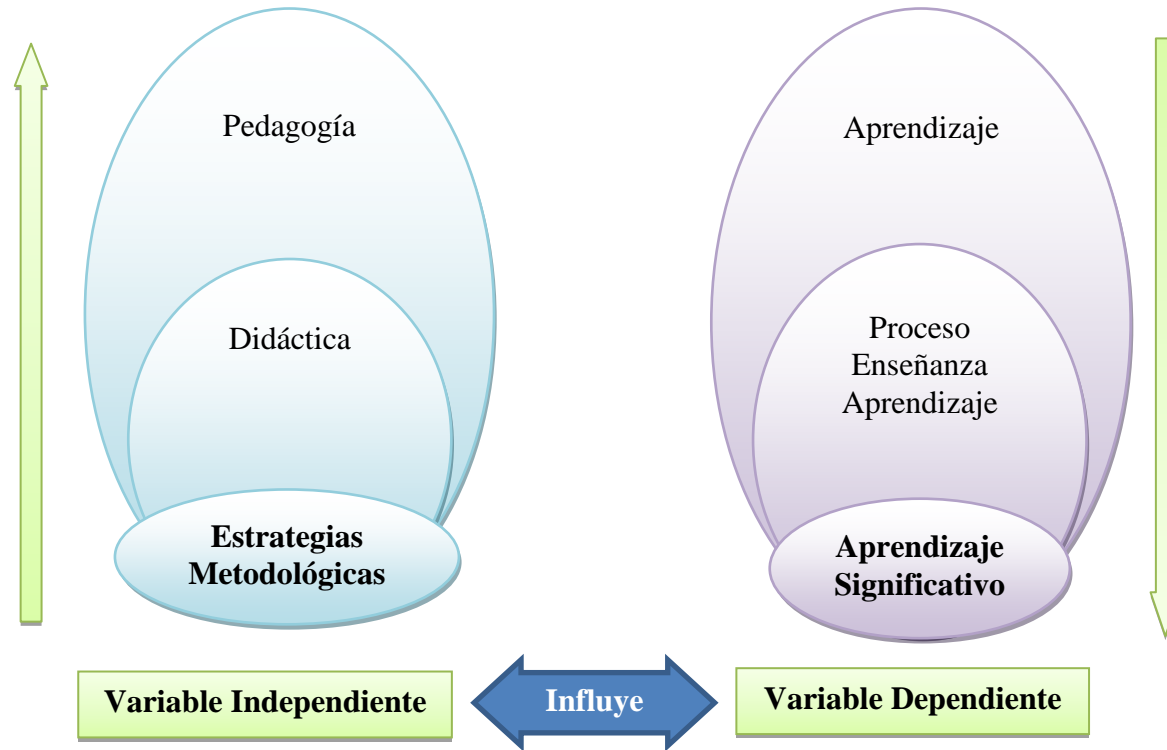 Pedagogía
Didáctica
Estrategias
Metodológicas
Aprendizaje
Proceso
Enseñanza
Aprendizaje
Aprendizaje
Significativo
Variable Independiente
Influye
Variable Dependiente